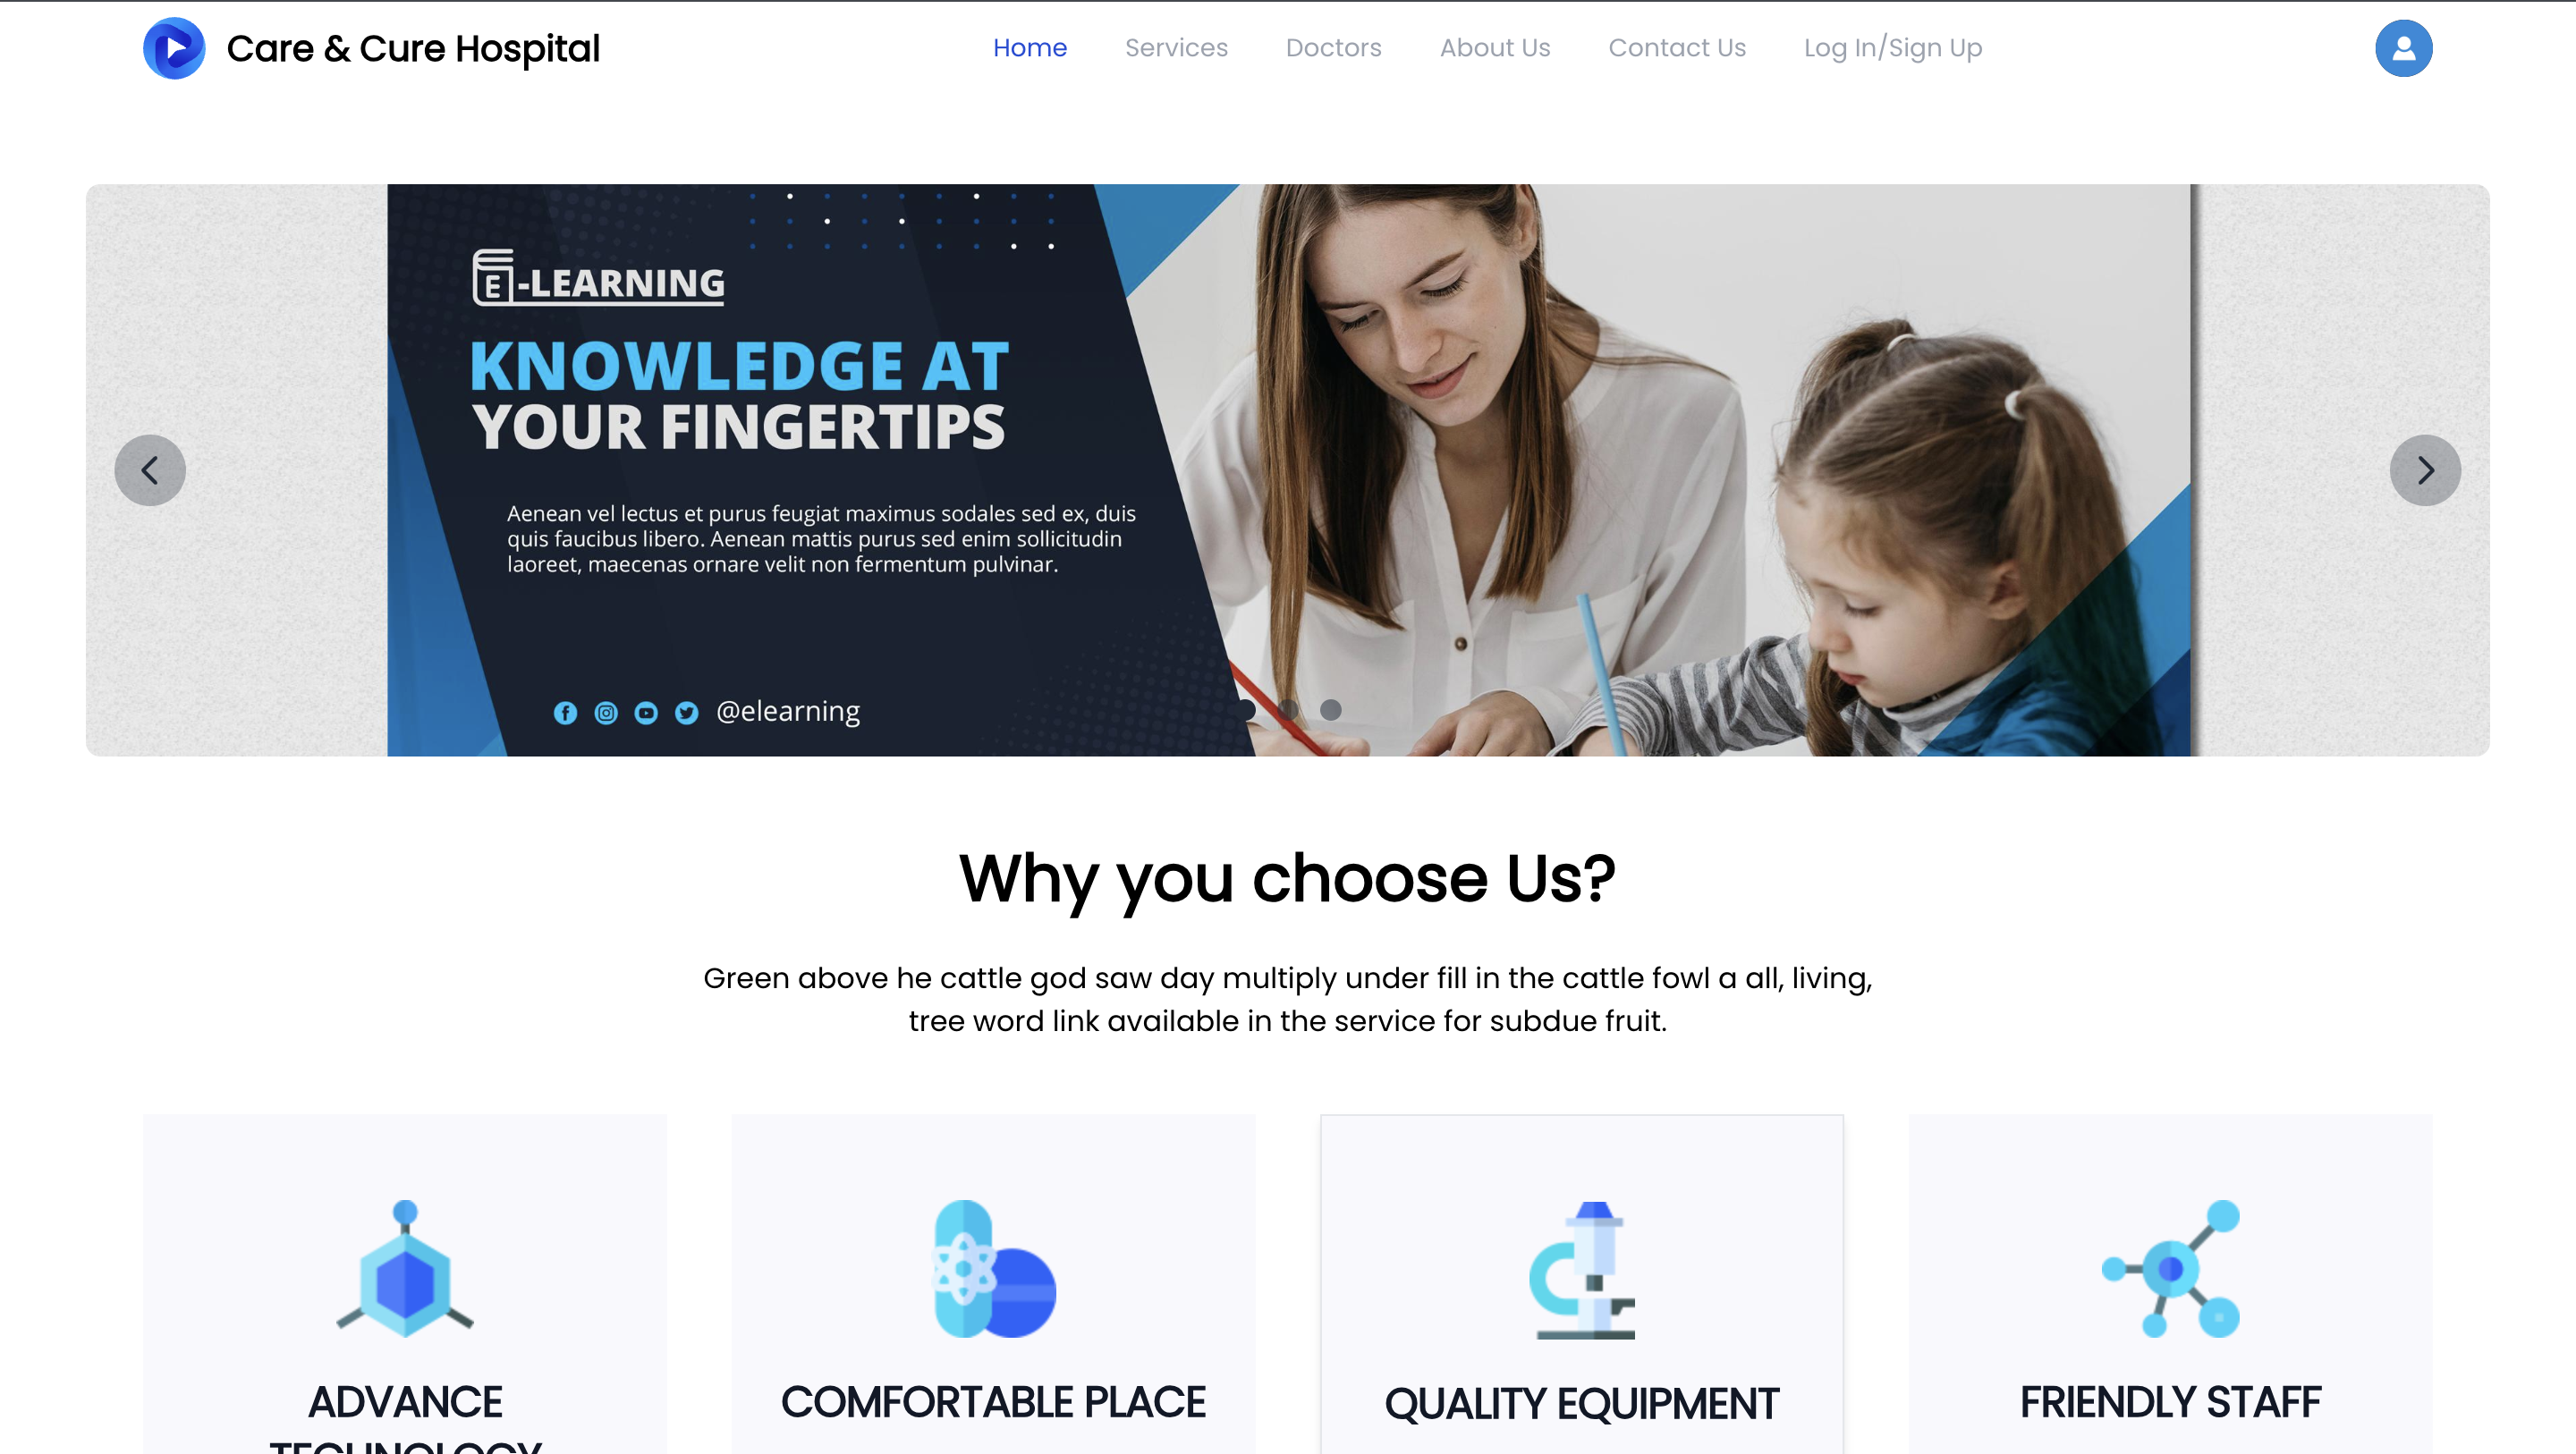 Care & Cure Hospital
Home
Services
Doctors
About Us
Contact Us
Log In/Sign Up
E-LEARNING
KNOWLEDGE AT
YOUR FINGERTIPS
Aenean vel lectus et purus feugiat maximus sodales sed ex, duis
quis faucibus libero. Aenean mattis purus sed enim sollicitudin
laoreet, maecenas ornare velit non fermentum pulvinar.
@elearning
Why you choose Us?
Green above he cattle god saw day multiply under fill in the cattle fowl a all, living,
tree word link available in the service for subdue fruit.
ADVANCE
TECHNOLOGY
COMFORTABLE PLACE
QUALITY EQUIPMENT
FRIENDLY STAFF